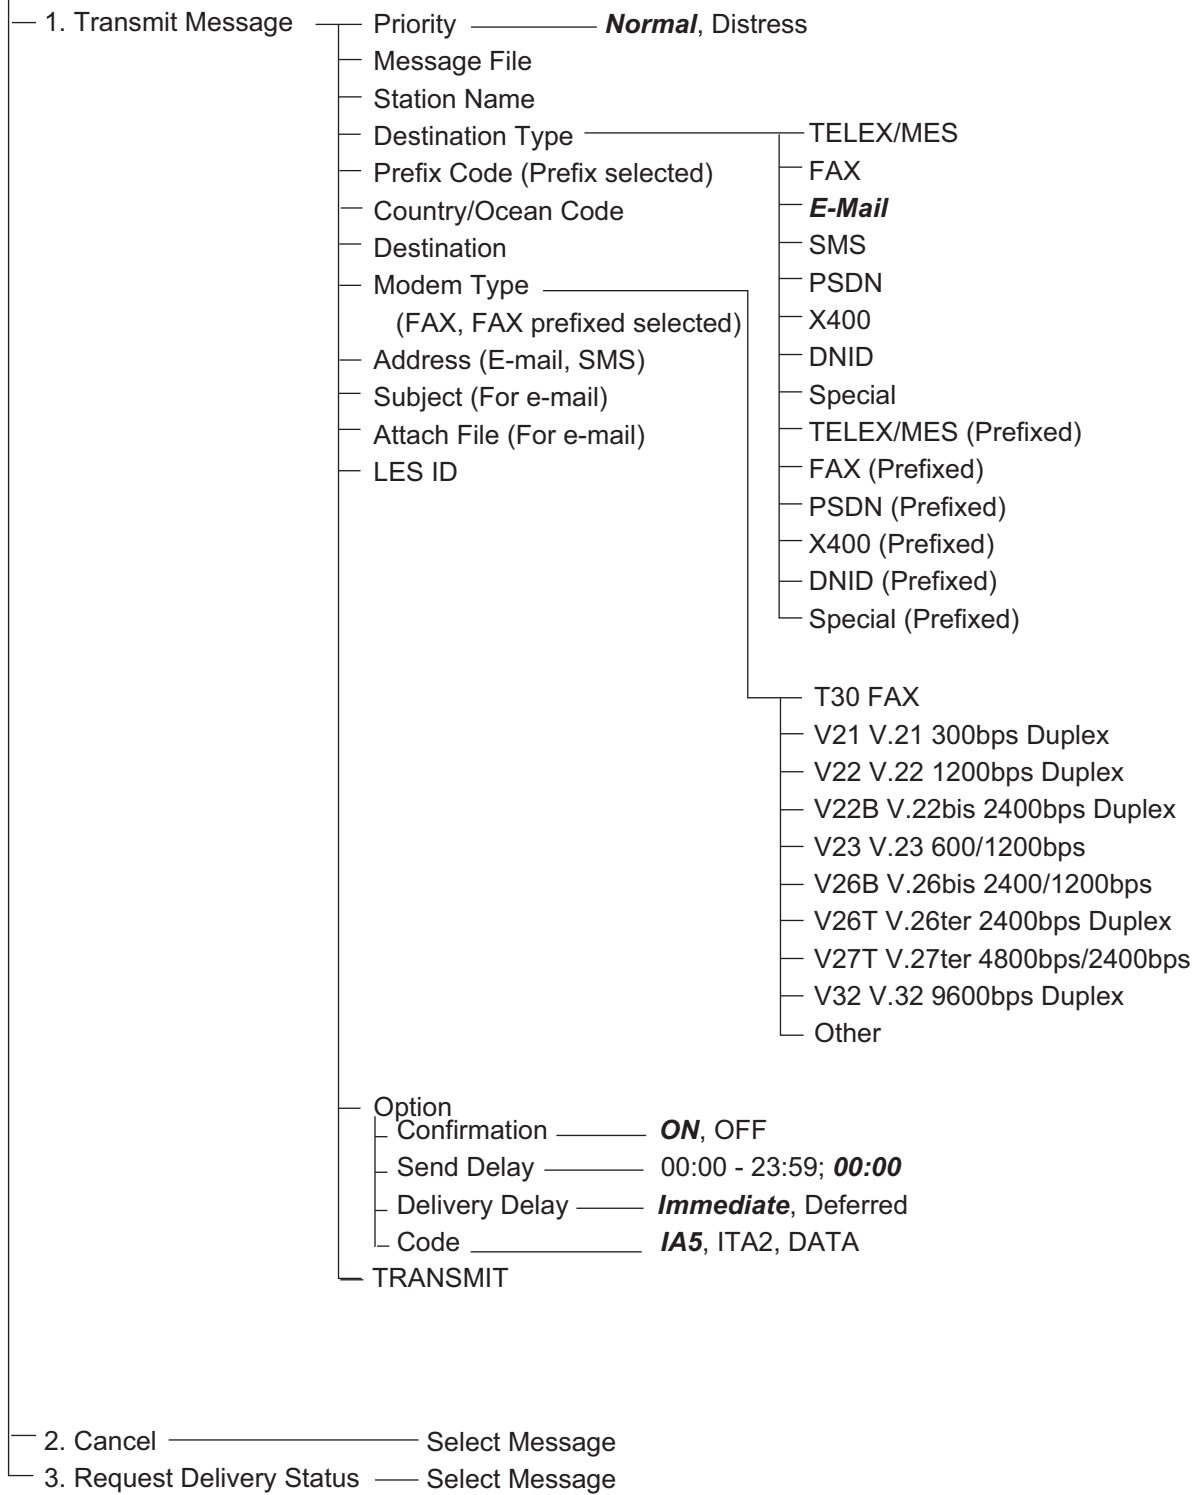 1. Transmit Message
Priority Normal, Distress
Message File
Station Name
Destination Type
Prefix Code (Prefix selected)
Country/Ocean Code
Destination
Modem Type
(FAX, FAX prefixed selected)
Address (E-mail, SMS)
Subject (For e-mail)
Attach File (For e-mail)
LES ID
TELEX/MES
FAX
E-Mail
SMS
PSDN
X400
DNID
Special
TELEX/MES (Prefixed)
FAX (Prefixed)
PSDN (Prefixed)
X400 (Prefixed)
DNID (Prefixed)
Special (Prefixed)
T30 FAX
V21 V.21 300bps Duplex
V22 V.22 1200bps Duplex
V22B V.22bis 2400bps Duplex
V23 V.23 600/1200bps
V26B V.26bis 2400/1200bps
V26T V.26ter 2400bps Duplex
V27T V.27ter 4800bps/2400bps
V32 V.32 9600bps Duplex
Other
Option
Confirmation ON, OFF
Send Delay 00:00 - 23:59; 00:00
Delivery Delay Immediate, Deferred
Code IA5, ITA2, DATA
TRANSMIT
2. Cancel Select Message
3. Request Delivery Status Select Message